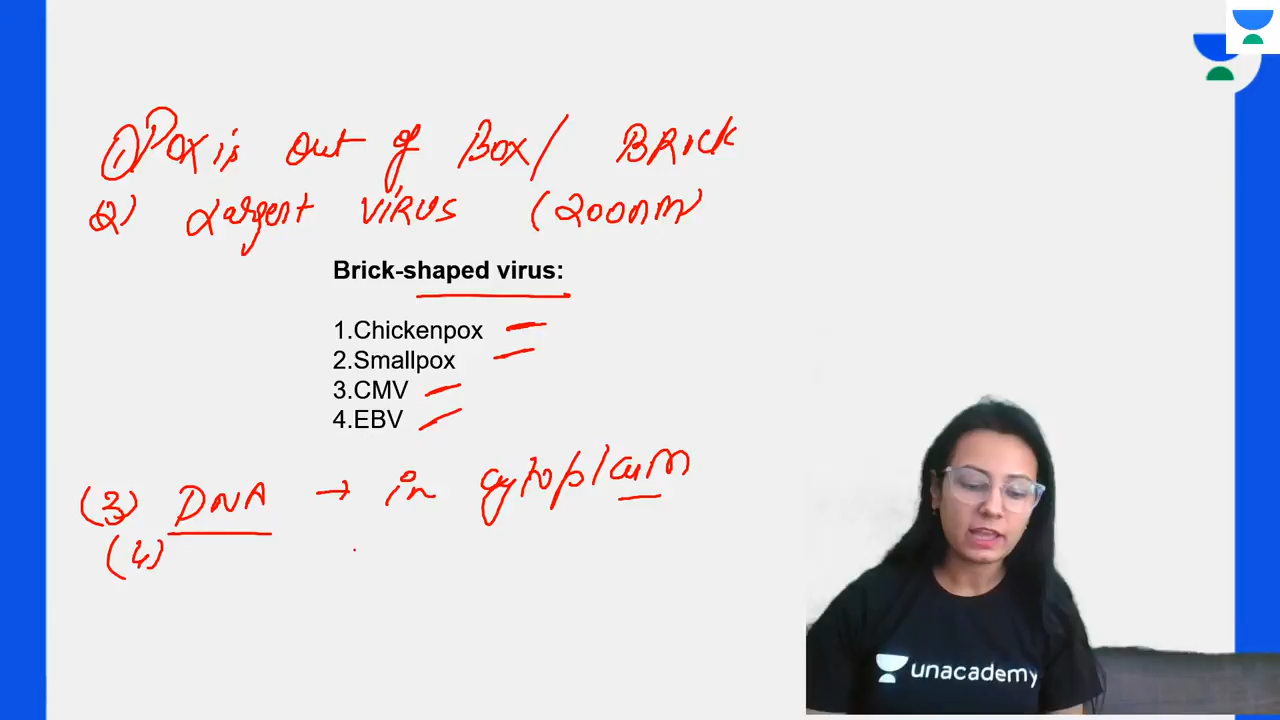 1) Pox is out of Box/ BRick
2) Largest VIRUS (200nm)
Brick-shaped virus:
1.Chickenpox
2.Smallpox
3.CMV
4.EBV
(3) DNA → in cytoplasm
(4)
unacademy